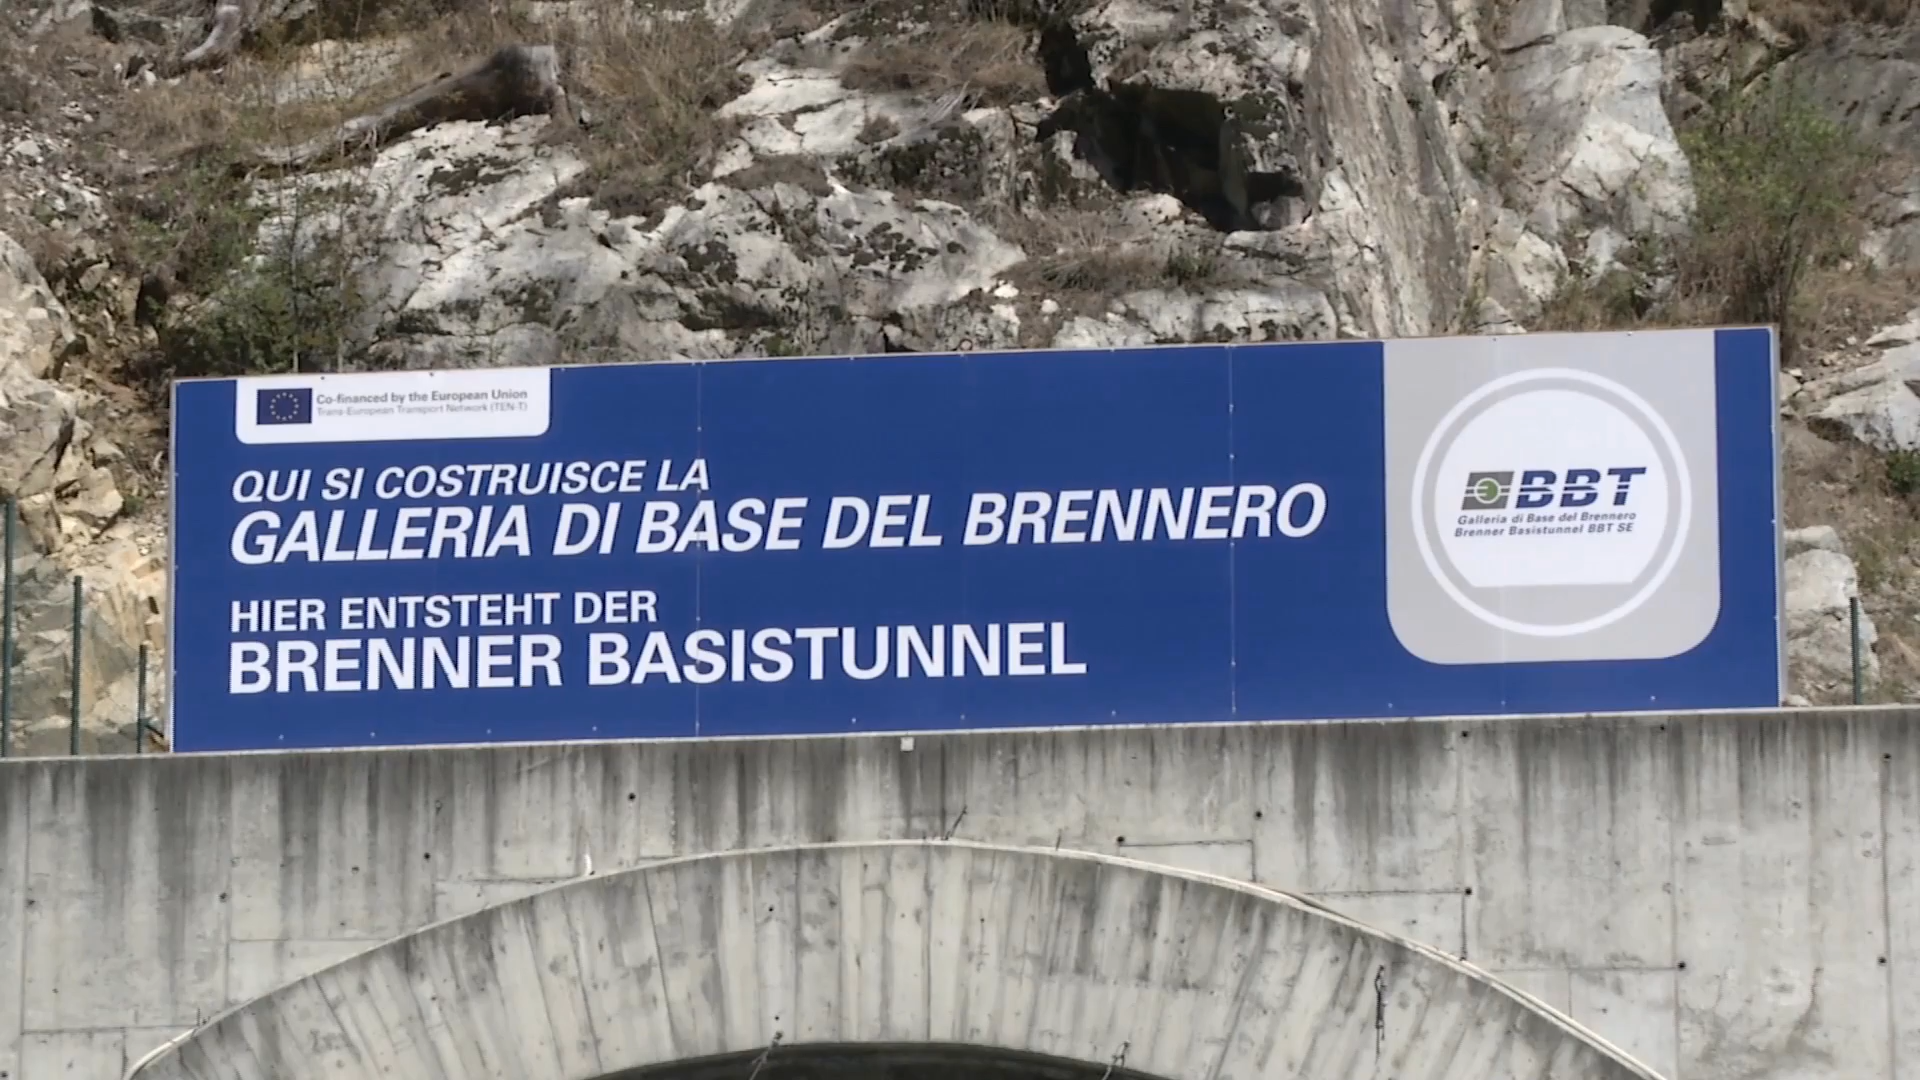 Co-financed by the European Union
Trans-European Transport Network (TEN-T)
QUI SI COSTRUISCE LA
GALLERIA DI BASE DEL BRENNERO
HIER ENTSTEHT DER
BRENNER BASISTUNNEL
BBT
Galleria di Base del Brennero
Brenner Basistunnel BBT SE